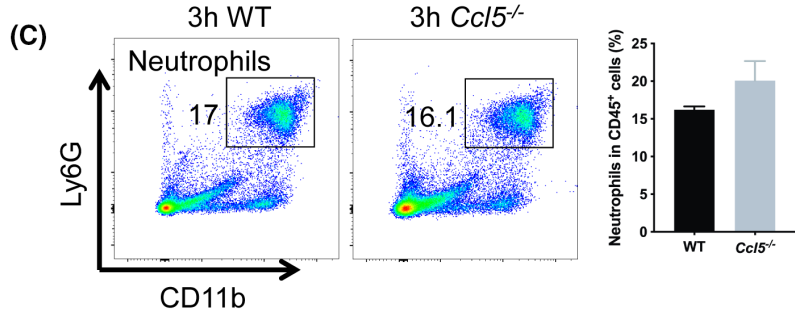 (C)
3h WT
3h Ccl5-/-
Neutrophils
17
16.1
Ly6G
CD11b
Neutrophils in CD45+ cells (%)
25
20
15
10
5
0
WT
Ccl5-/-